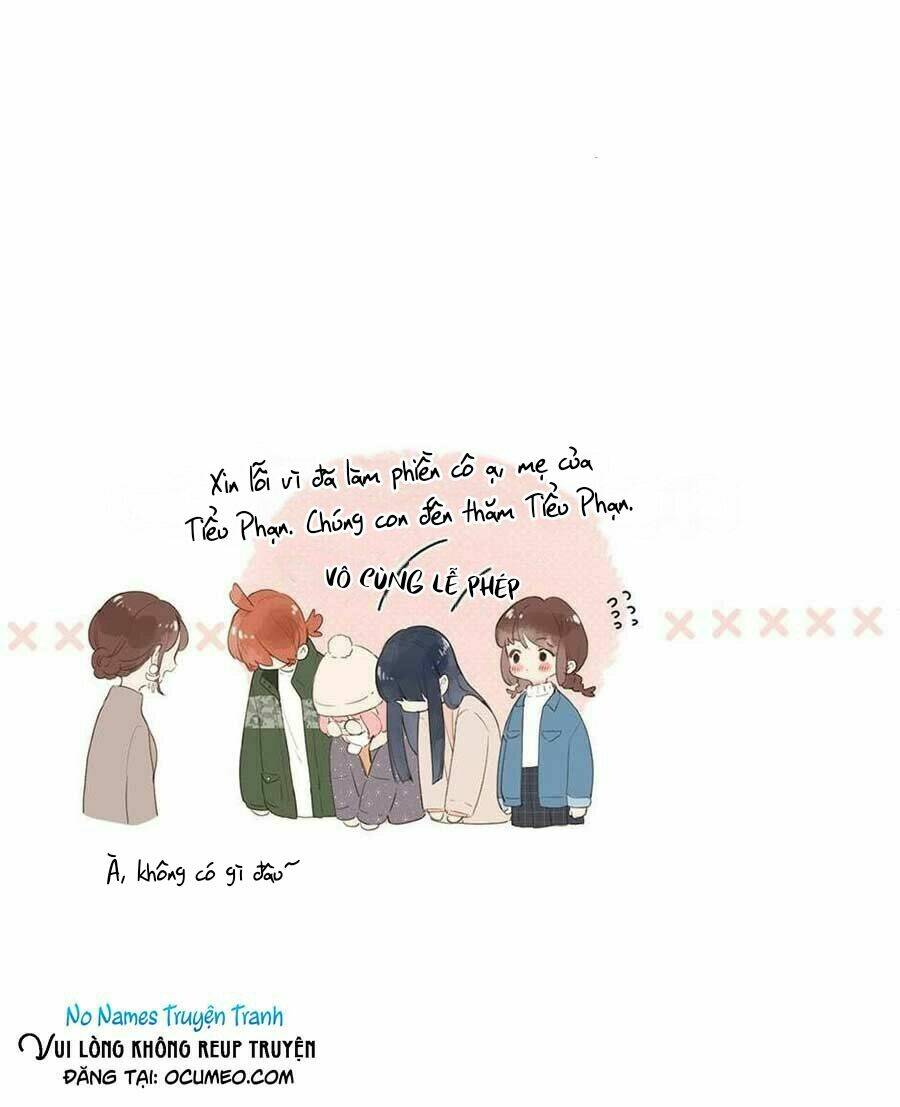 Xin lỗi vì đã làm phiền cô ạ, mẹ của
Tiểu Phạn. Chúng con đến thăm Tiểu Phạn.
VÔ CÙNG LỄ PHÉP
À, không có gì đâu~
No Names Truyện Tranh
VUI LÒNG KHÔNG REUP TRUYỆN
ĐĂNG TẠI: OCUMEO.COM